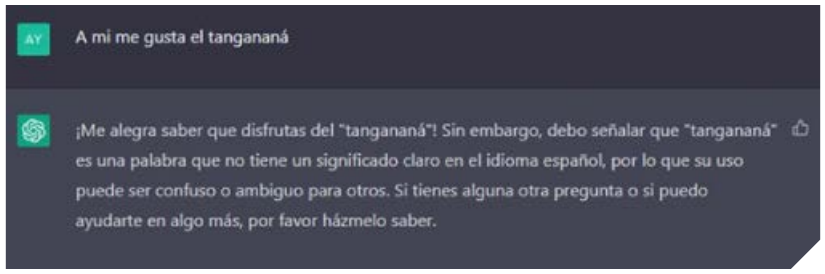 AY
A mi me gusta el tangananá
¡Me alegra saber que disfrutas del "tangananá"! Sin embargo, debo señalar que "tangananá"
es una palabra que no tiene un significado claro en el idioma español, por lo que su uso
puede ser confuso o ambiguo para otros. Si tienes alguna otra pregunta o si puedo
ayudarte en algo más, por favor házmelo saber.